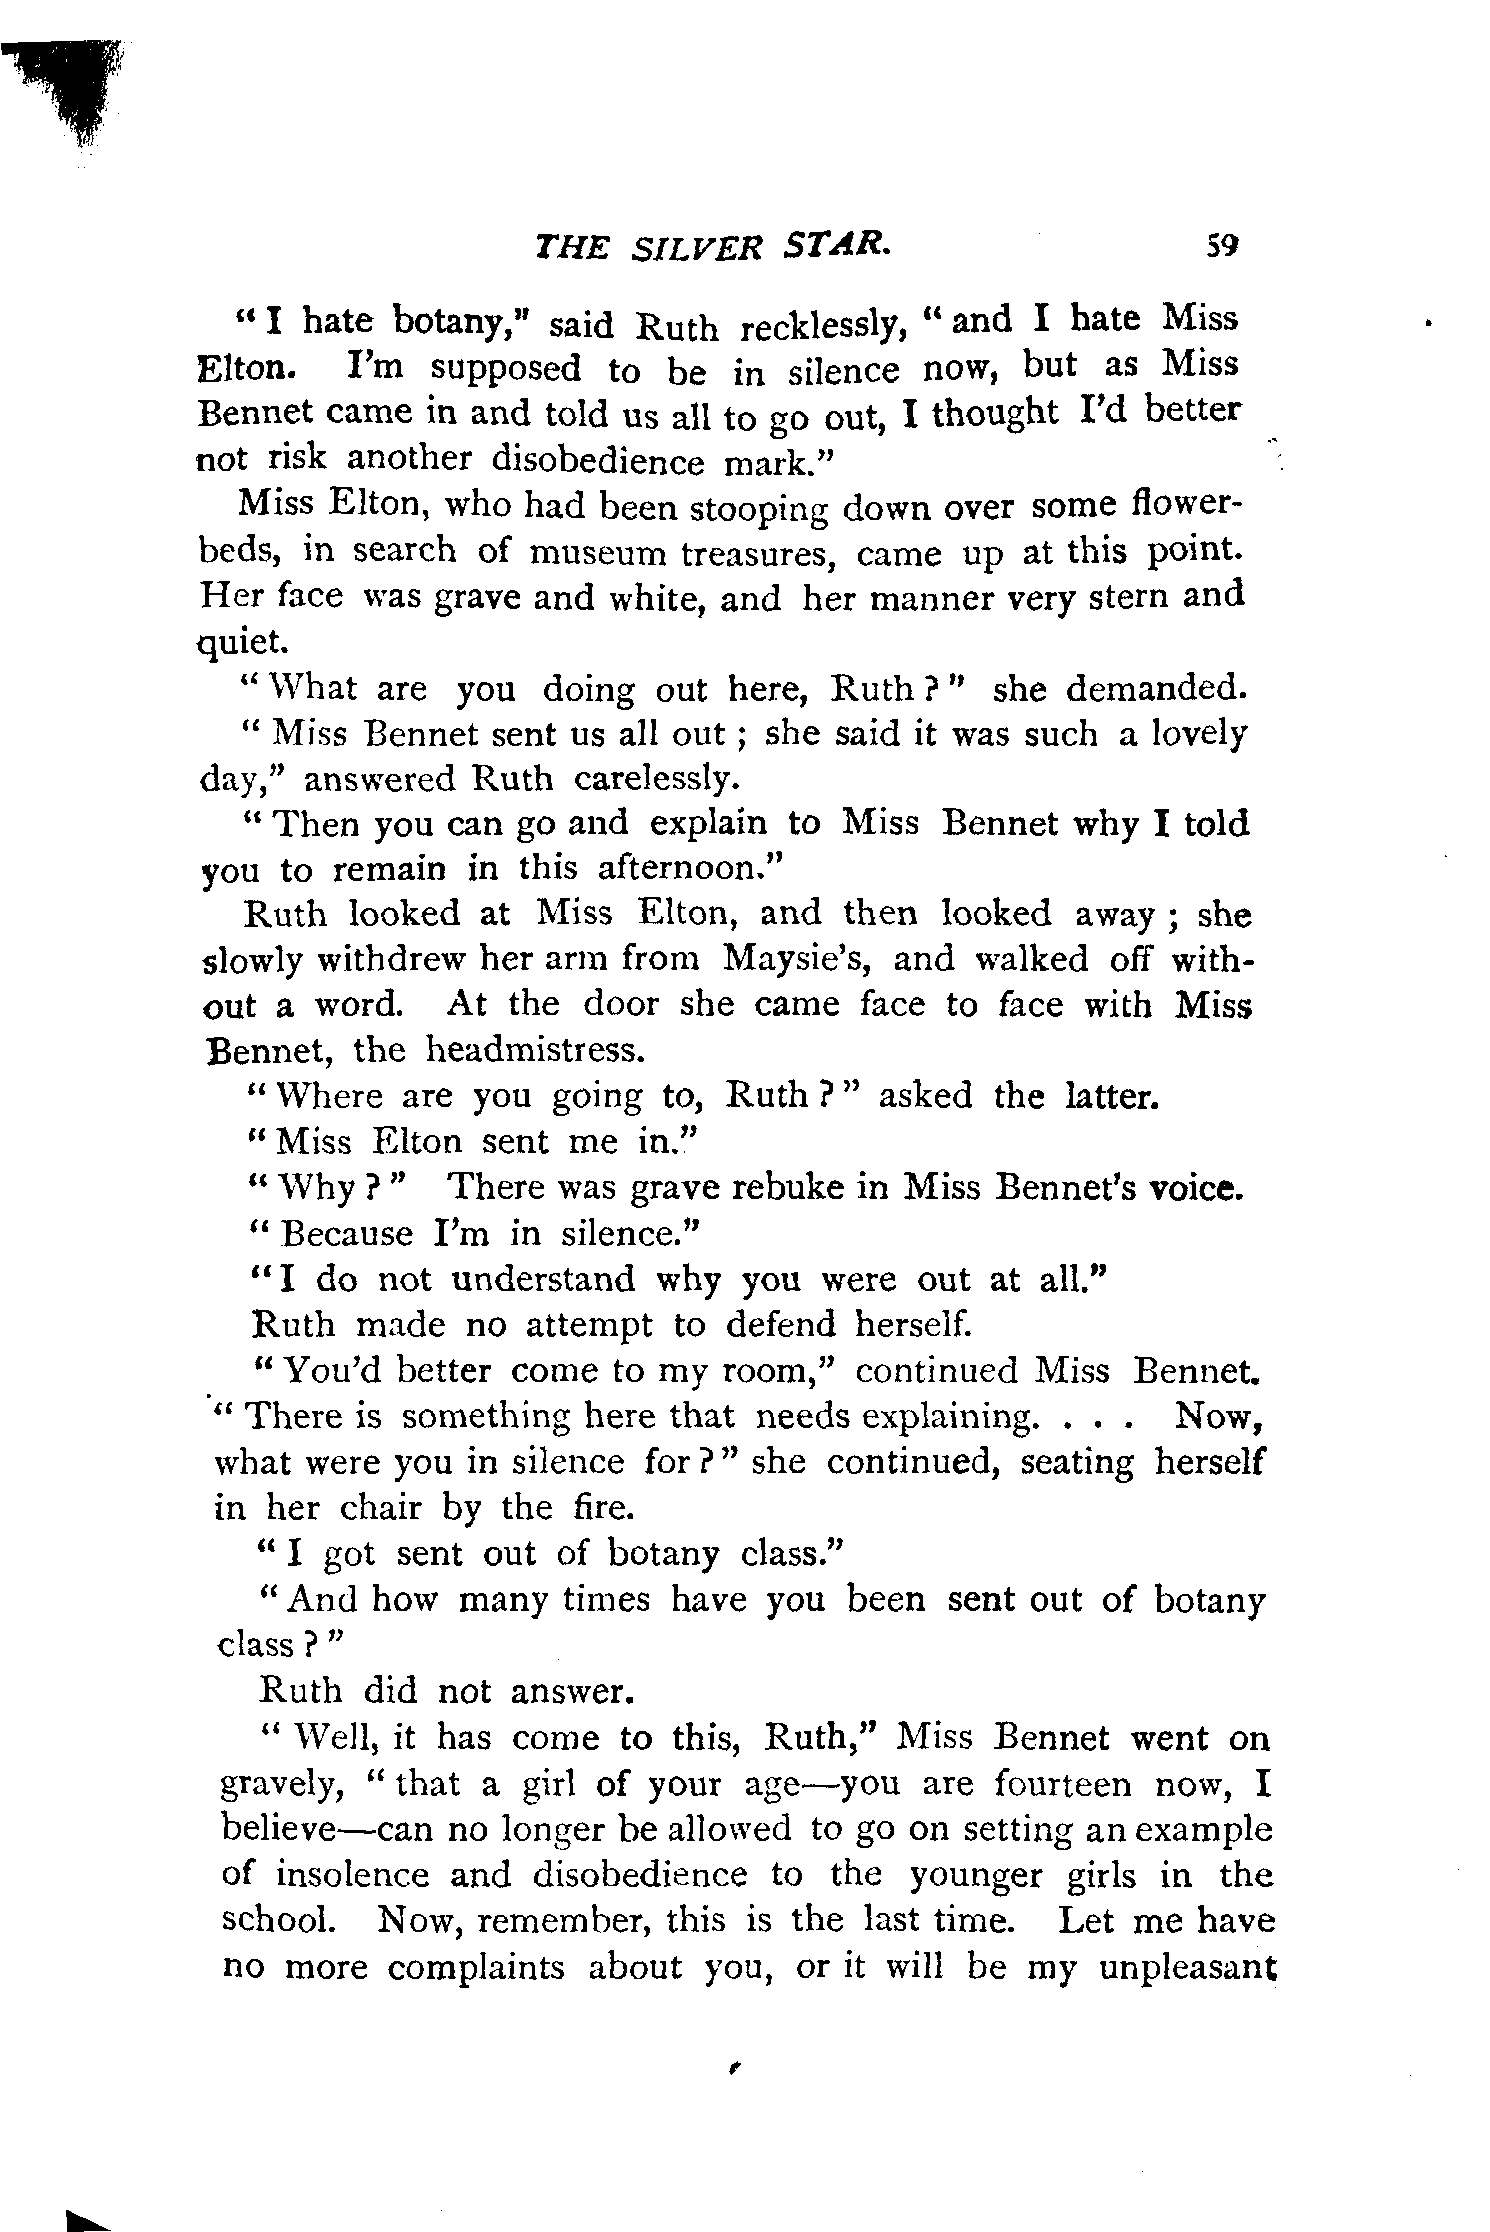 THE SILVER STAR. 59
“ I hate botany,” said Ruth recklessly, “ and I hate Miss
Elton. I’m supposed to be in silence now, but as Miss
Bennet came in and told us all to go out, I thought I’d better
not risk another disobedience mark.”
Miss Elton, who had been stooping down over some flower-
beds, in search of museum treasures, came up at this point.
Her face was grave and white, and her manner very stern and
quiet.
“ What are you doing out here, Ruth ? ” she demanded.
“ Miss Bennet sent us all out ; she said it was such a lovely
day,” answered Ruth carelessly.
“ Then you can go and explain to Miss Bennet why I told
you to remain in this afternoon.”
Ruth looked at Miss Elton, and then looked away ; she
slowly withdrew her arm from Maysie’s, and walked off with-
out a word. At the door she came face to face with Miss
Bennet, the headmistress.
“ Where are you going to, Ruth ? ” asked the latter.
“ Miss Elton sent me in.”
“ Why ? ” There was grave rebuke in Miss Bennet’s voice.
“ Because I’m in silence.”
“ I do not understand why you were out at all.”
Ruth made no attempt to defend herself.
“ You’d better come to my room,” continued Miss Bennet.
“ There is something here that needs explaining. . . . Now,
what were you in silence for ? ” she continued, seating herself
in her chair by the fire.
“ I got sent out of botany class.”
“ And how many times have you been sent out of botany
class ? ”
Ruth did not answer.
“ Well, it has come to this, Ruth,” Miss Bennet went on
gravely, “ that a girl of your age—you are fourteen now, I
believe—can no longer be allowed to go on setting an example
of insolence and disobedience to the younger girls in the
school. Now, remember, this is the last time. Let me have
no more complaints about you, or it will be my unpleasant